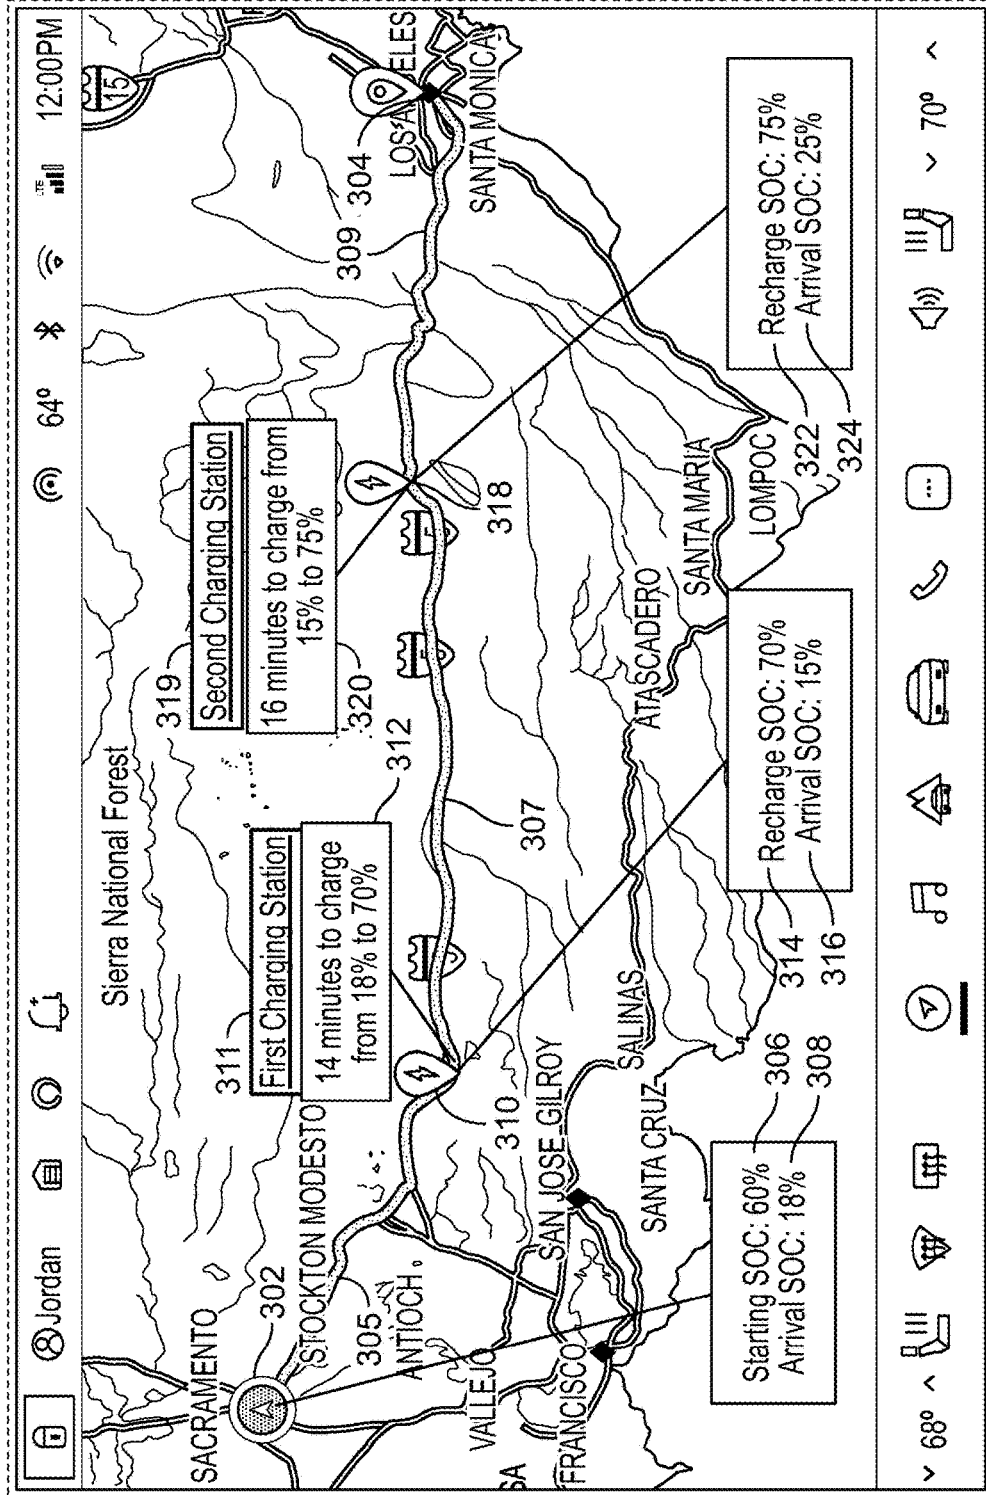 Jordan
64°
LTE
12:00PM
15
Sierra National Forest
SACRAMENTO
302
STOCKTON MODESTO
305
ANTIOCH
VALLEJO
FRANCISCO
SA
SAN JOSE
GILROY
SANTA CRUZ
SALINAS
ATASCADERO
SANTA MARIA
LOMPOC
SANTA MONICA
304
309
307
310
318
311
First Charging Station
14 minutes to charge
from 18% to 70%
312
319
Second Charging Station
16 minutes to charge from
15% to 75%
320
Starting SOC: 60%
Arrival SOC: 18%
306
308
Recharge SOC: 70%
Arrival SOC: 15%
314
316
Recharge SOC: 75%
Arrival SOC: 25%
322
324
68°
70°